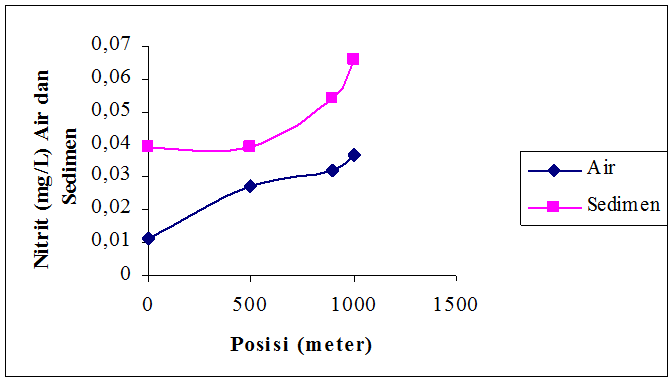 Nitrit (mg/L) Air dan
Sedimen
0,07
0,06
0,05
0,04
0,03
0,02
0,01
0
0 500 1000 1500
Posisi (meter)
Air
Sedimen